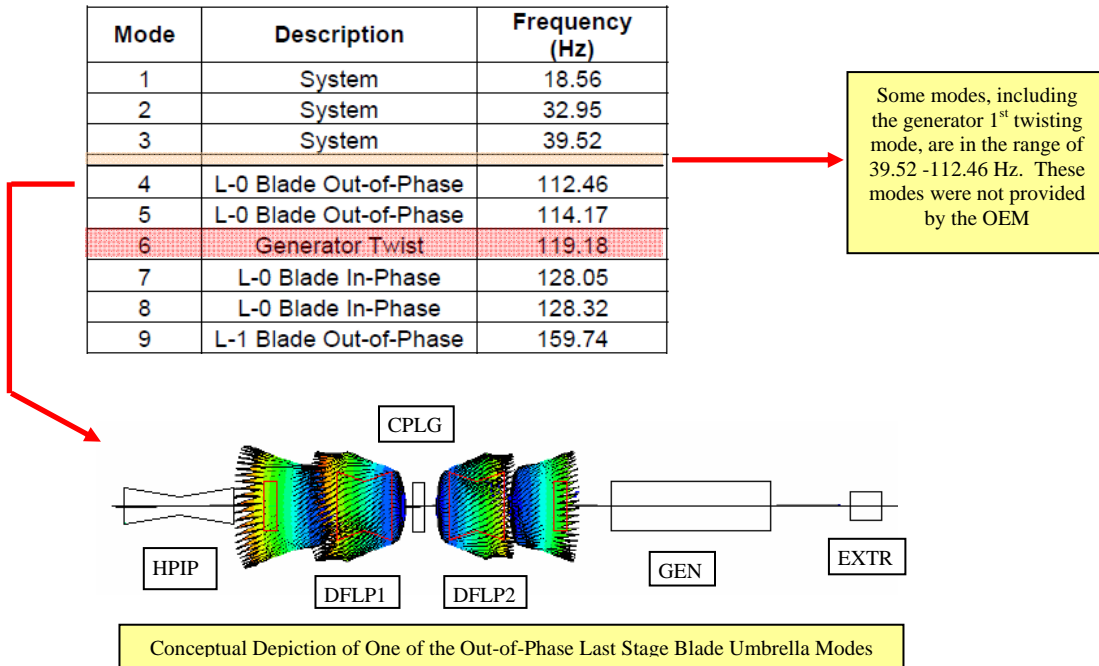 Mode Description Frequency (Hz)
1 System 18.56
2 System 32.95
3 System 39.52
4 L-0 Blade Out-of-Phase 112.46
5 L-0 Blade Out-of-Phase 114.17
6 Generator Twist 119.18
7 L-0 Blade In-Phase 128.05
8 L-0 Blade In-Phase 128.32
9 L-1 Blade Out-of-Phase 159.74
Some modes, including
the generator 1st twisting
mode, are in the range of
39.52 -112.46 Hz. These
modes were not provided
by the OEM
CPLG
HPIP
DFLP1
DFLP2
GEN
EXTR
Conceptual Depiction of One of the Out-of-Phase Last Stage Blade Umbrella Modes